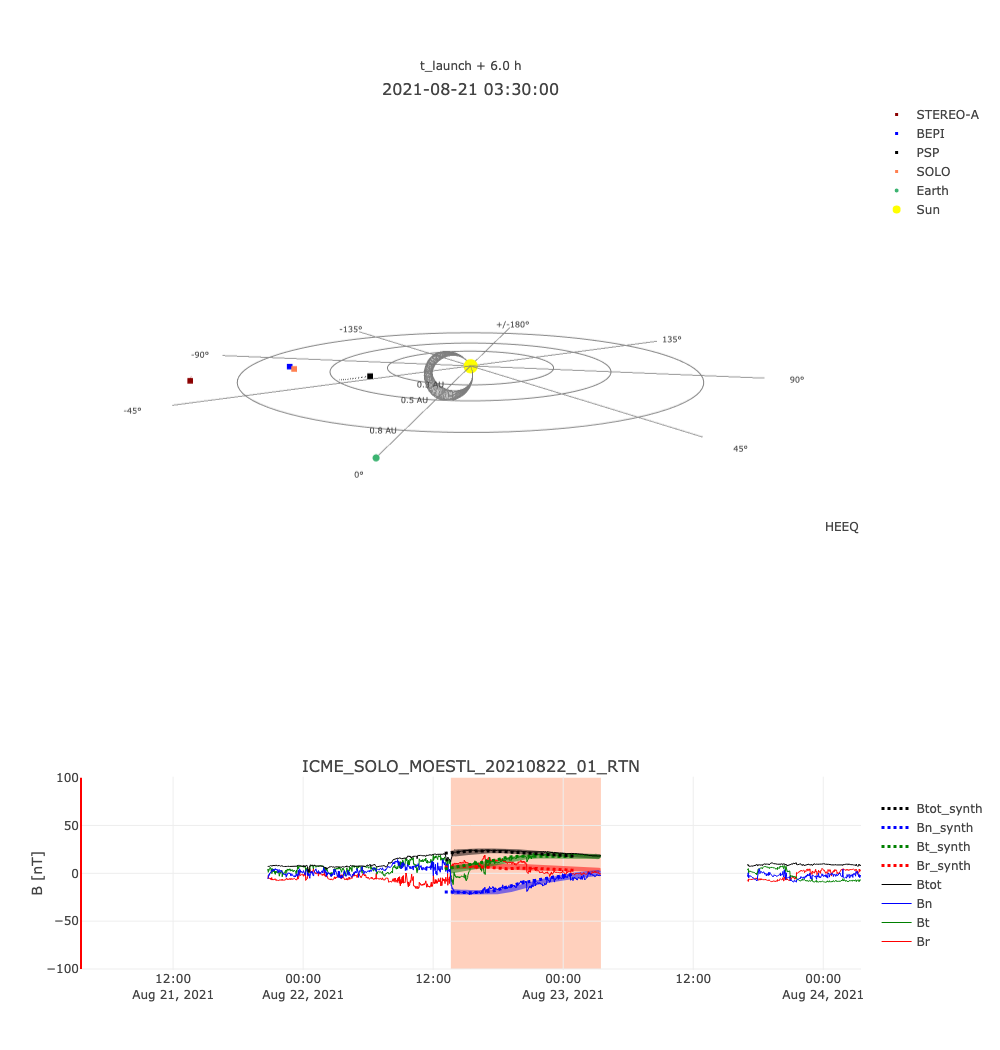 t_launch + 6.0 h
2021-08-21 03:30:00
STEREO-A
BEPI
PSP
SOLO
Earth
Sun
+/-180°
-135°
135°
-90°
90°
0.3 AU
0.5 AU
-45°
0.8 AU
45°
0°
HEEQ
ICME_SOLO_MOESTL_20210822_01_RTN
B [nT]
100
50
0
−50
−100
12:00
Aug 21, 2021
00:00
Aug 22, 2021
12:00
00:00
Aug 23, 2021
12:00
00:00
Aug 24, 2021
Btot_synth
Bn_synth
Bt_synth
Br_synth
Btot
Bn
Bt
Br